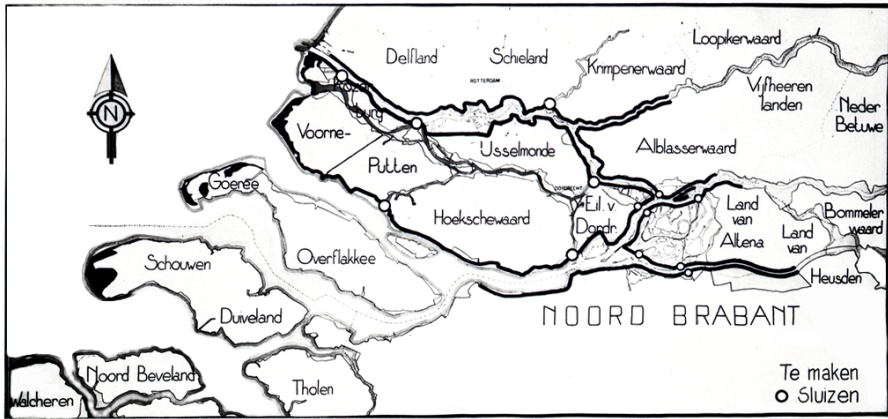 Delfland
Schieland
Loopikerwaard
ROTTERDAM
Krimpenerwaard
Vijfheeren
landen
Neder
Betuwe
N
Rozen
burg
Voorne-
Putten
IJsselmonde
Alblasserwaard
Goeree
DORDRECHT
Eil. v.
Dordr.
Hoekschewaard
Land
van
Altena
Land
van
Bommeler
waard
Heusden
Overflakkee
Schouwen
Duiveland
NOORD BRABANT
Noord Beveland
Tholen
Walcheren
Te maken
Sluizen